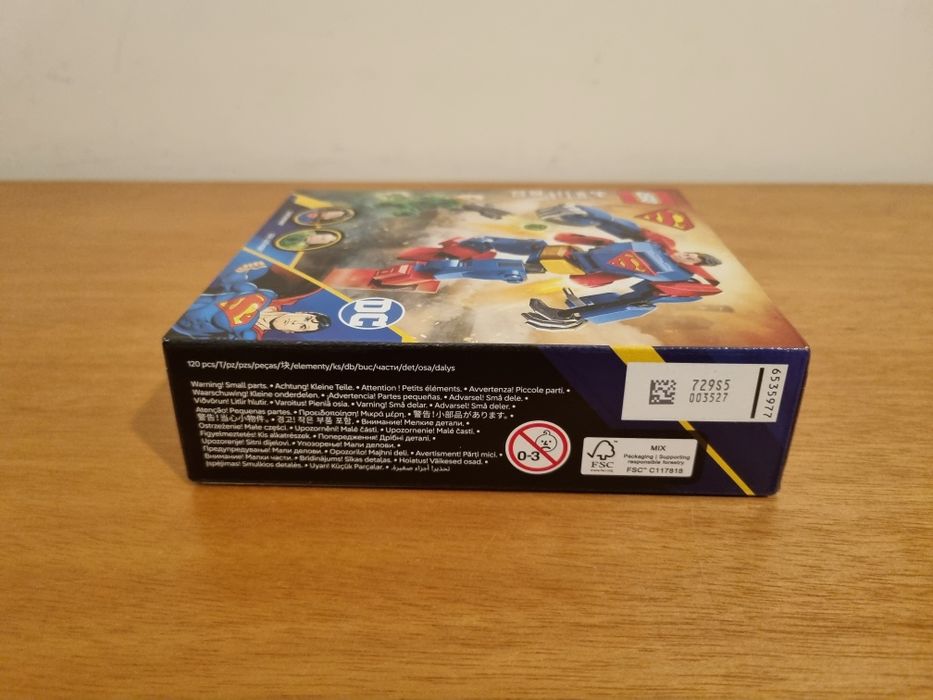 DC
120 pcs/T/pz/pzs/peças/块/elementy/ks/db/buc/части/det/osa/dalys
Warning! Small parts. • Achtung! Kleine Teile. • Attention ! Petits éléments. • Avvertenza! Piccole parti. •
Waarschuwing! Kleine onderdelen. • ¡Advertencia! Partes pequeñas. • Advarsel! Små dele. •
Viðvörun! Litlir hlutir. • Varoitus! Pieniä osia. • Varning! Små delar. • Advarsel! Små deler. •
Atenção! Pequenas partes. • Προειδοποίηση! Μικρά μέρη. • 警告!小部品があります。 •
警告!当心小物件。 • 경고! 작은 부품 포함. • Внимание! Мелкие детали. •
Ostrzeżenie! Małe części. • Upozornění! Malé části. • Upozornenie! Malé časti. •
Figyelmeztetés! Kis alkatrészek. • Попередження! Дрібні деталі. •
Upozorenje! Sitni dijelovi. • Упозорење! Мали делови. •
Предупреждение! Мали делови. • Opozorilo! Majhni deli. • Avertisment! Părți mici. •
Внимание! Малки части. • Brīdinājums! Sīkas detaļas. • Hoiatus! Väikesed osad. •
Įspėjimas! Smulkios detalės. • Uyarı! Küçük Parçalar. • تحذير! أجزاء صغيرة.
0-3
FSC
www.fsc.org
MIX
Packaging | Supporting
responsible forestry
FSC™ C117818
729S5
003527
6535977